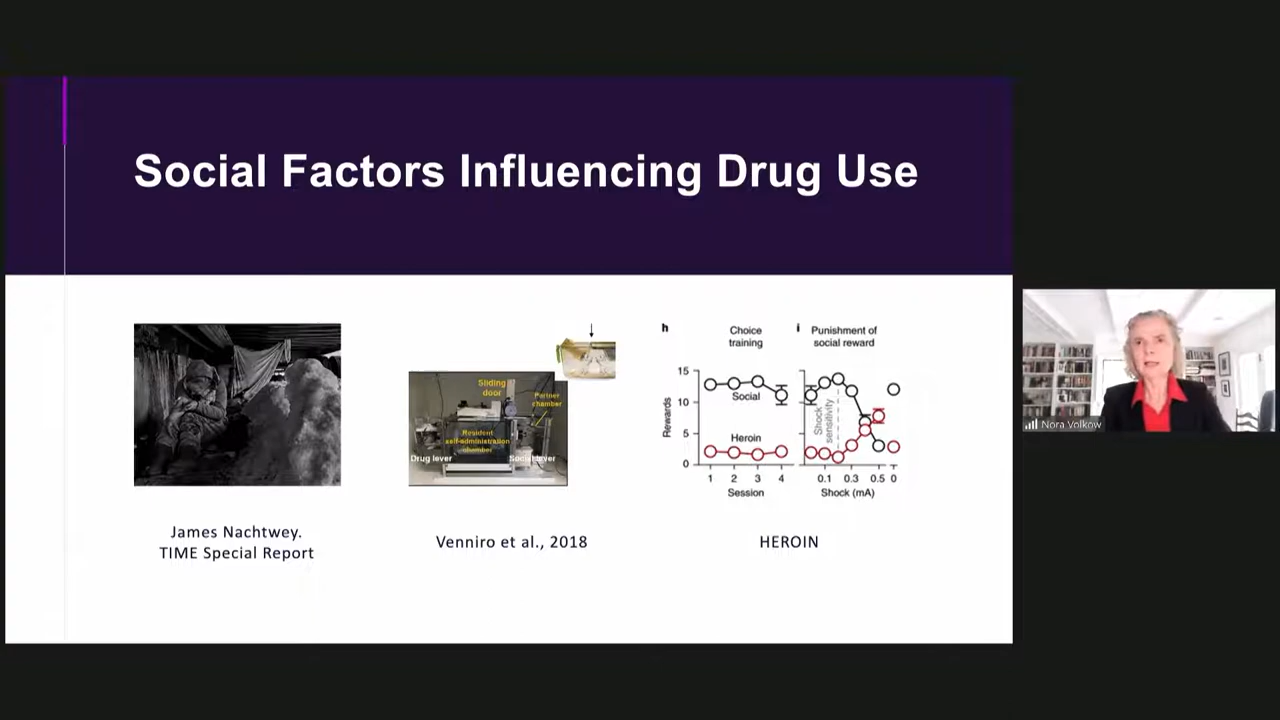 Social Factors Influencing Drug Use
James Nachtwey.
TIME Special Report
Sliding
door
Partner
chamber
Resident
self-administration
chamber
Drug lever
Social lever
Venniro et al., 2018
h
Choice
training
i
Punishment of
social reward
Rewards
15
10
5
0
Social
Heroin
1 2 3 4
Session
Shock
sensitivity
0.1 0.3 0.5 0
Shock (mA)
HEROIN
Nora Volkow